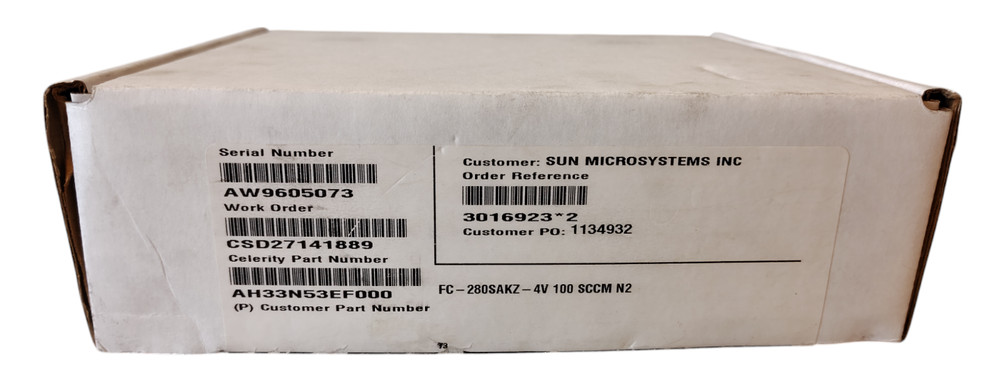 Serial Number
AW9605073
Work Order
CSD27141889
Celerity Part Number
AH33N53EF000
(P) Customer Part Number
Customer: SUN MICROSYSTEMS INC
Order Reference
3016923*2
Customer PO: 1134932
FC-280SAKZ-4V 100 SCCM N2